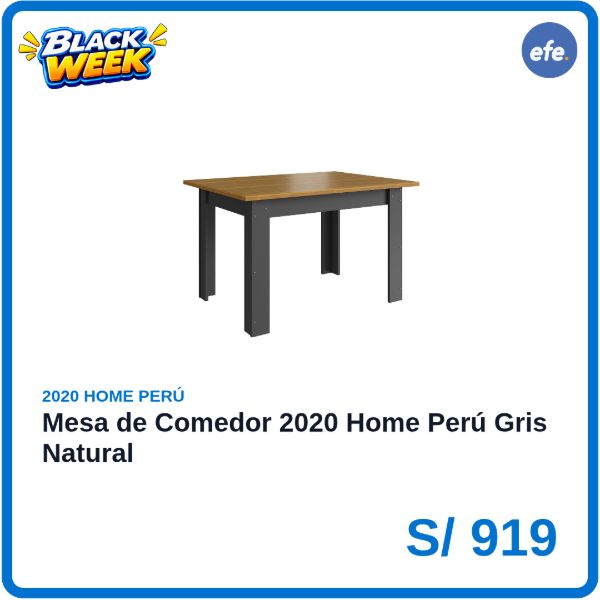 BLACK
WEEK
efe.
2020 HOME PERÚ
Mesa de Comedor 2020 Home Perú Gris
Natural
S/ 919